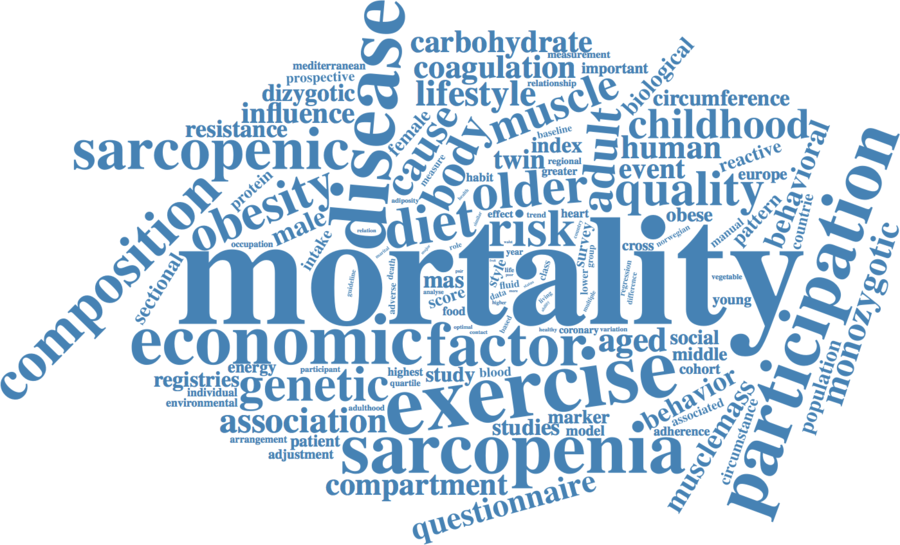 disease
carbohydrate
measurement
mediterranean
coagulation
important
prospective
relationship
biological
dizygotic
lifestyle
muscle
circumference
influence
female
cause
body
baseline
childhood
resistance
index
adult
human
behavioral
sarcopenic
measure
twin
regional
event
reactive
participation
protein
habit
greater
europe
composition
obesity
adiposity
older
quality
pattern
countrie
male
diet
effect
trend
heart
obese
manual
occupation
intake
relation
risk
survey
cross
norwegian
monozygotic
sectional
role
year
group
mortality
guideline
adverse
death
mas
style
life
class
lower
regression
difference
vegetable
analyse
score
fluid
data
living
multiple
young
food
higher
based
optimal
contact
healthy
coronary
variation
economic
factor
aged
social
middle
energy
participant
highest
study
blood
exercise
cohort
registries
genetic
quartile
behavior
population
individual
environmental
adulthood
marker
associated
musclemass
association
studies
model
adherence
circumstance
arrangement
patient
adjustment
sarcopenia
compartment
questionnaire